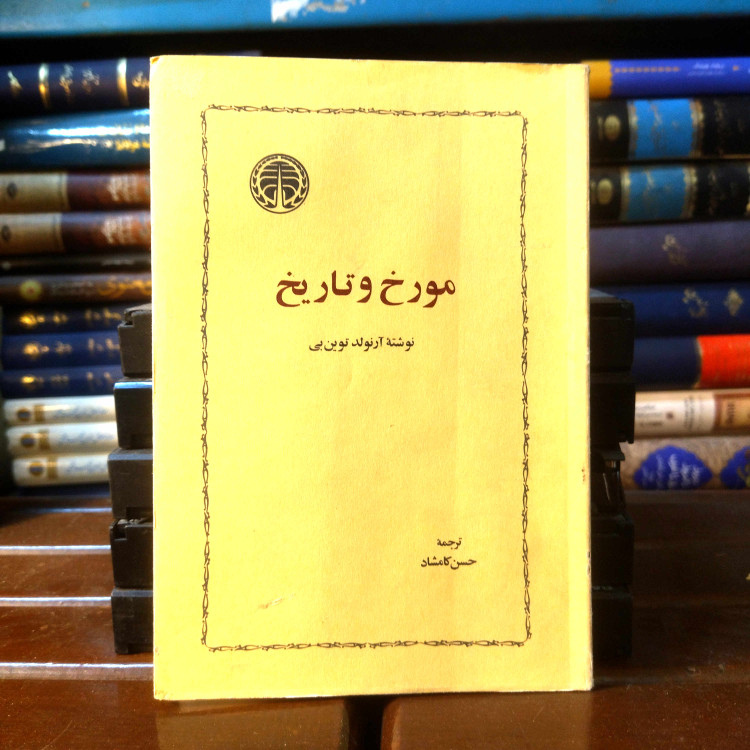 مورخ و تاریخ
نوشتهٔ آرنولد توین‌بی
ترجمهٔ
حسن کامشاد